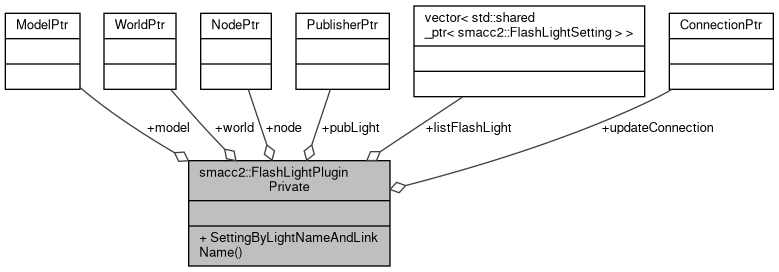 ModelPtr
WorldPtr
NodePtr
PublisherPtr
vector< std::shared
_ptr< smacc2::FlashLightSetting > >
ConnectionPtr
+model
+world
+node
+pubLight
+listFlashLight
+updateConnection
smacc2::FlashLightPlugin
Private
+ SettingByLightNameAndLink
Name()